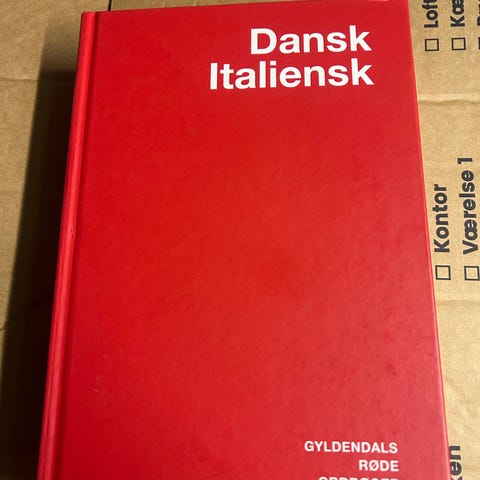 Dansk
Italiensk
GYLDENDALS
RØDE
Loft
Kontor
Værelse 1